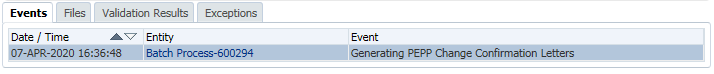 Events Files Validation Results Exceptions
Date / Time Entity Event
07-APR-2020 16:36:48 Batch Process-600294 Generating PEPP Change Confirmation Letters